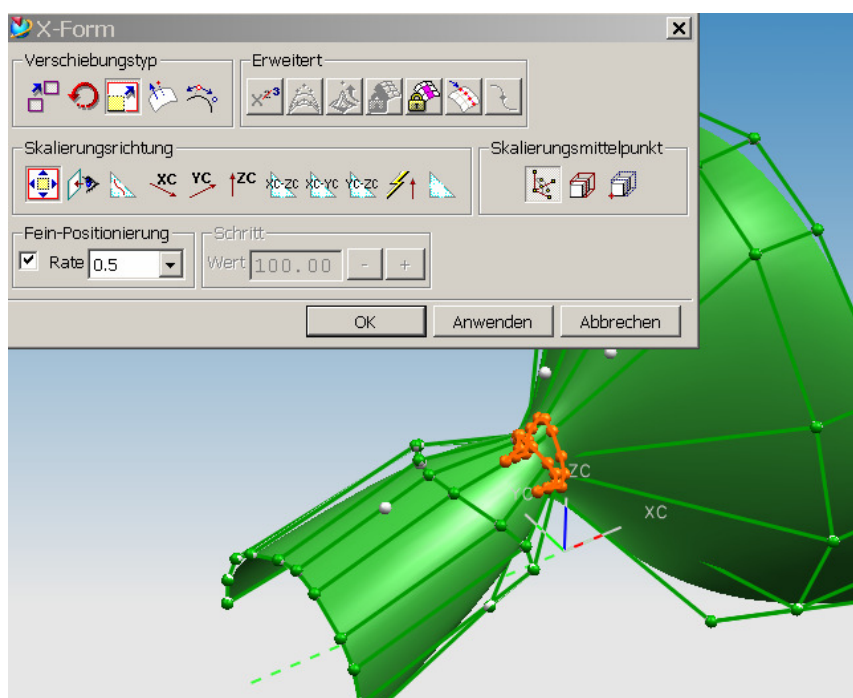 X-Form
Verschiebungstyp
Erweitert
X²³
Skalierungsrichtung
Skalierungsmittelpunkt
XC
YC
ZC
XC-ZC
XC-YC
YC-ZC
Fein-Positionierung
Schritt
Rate
0.5
Wert
100.00
-
+
OK
Anwenden
Abbrechen
ZC
YC
XC